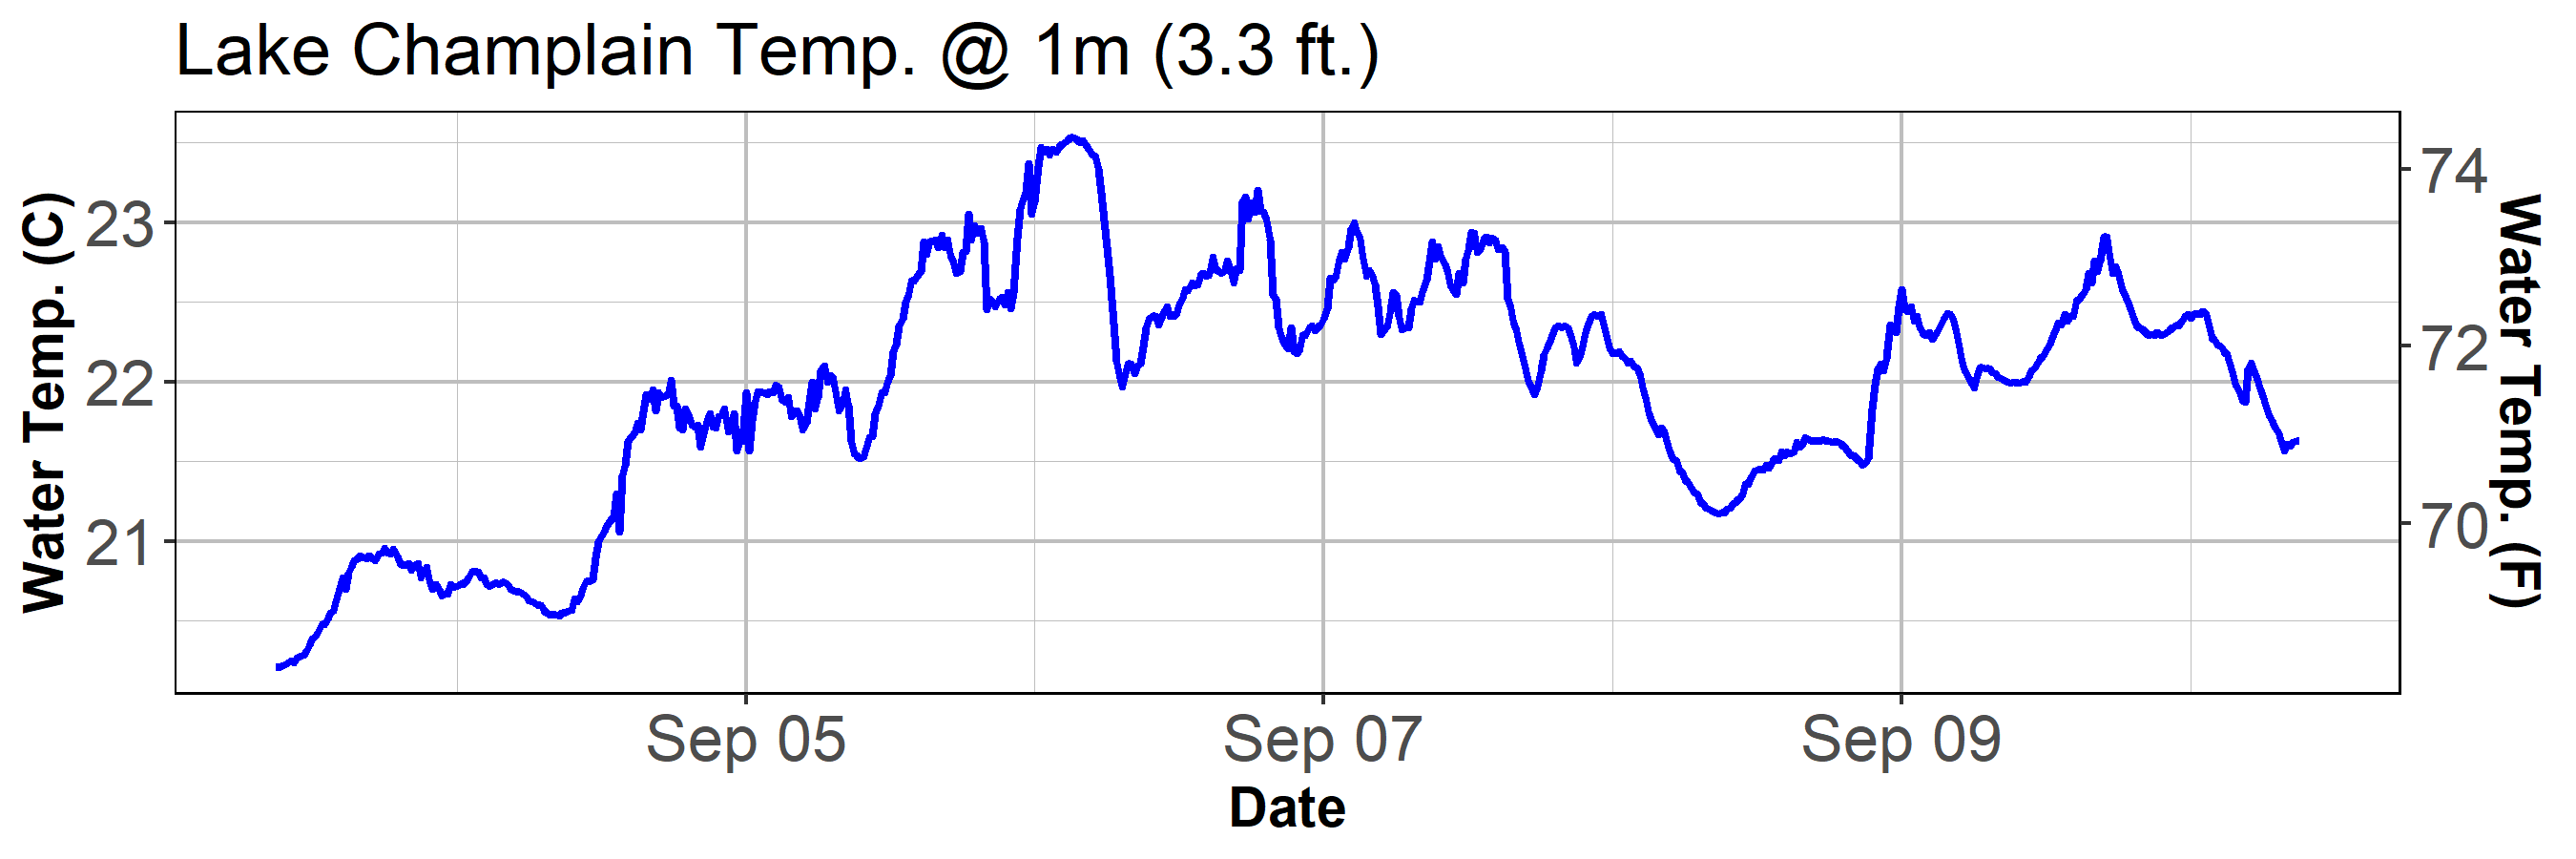 Lake Champlain Temp. @ 1m (3.3 ft.)
Water Temp. (C)
23
22
21
74
72
70
Water Temp. (F)
Sep 05 Sep 07 Sep 09
Date